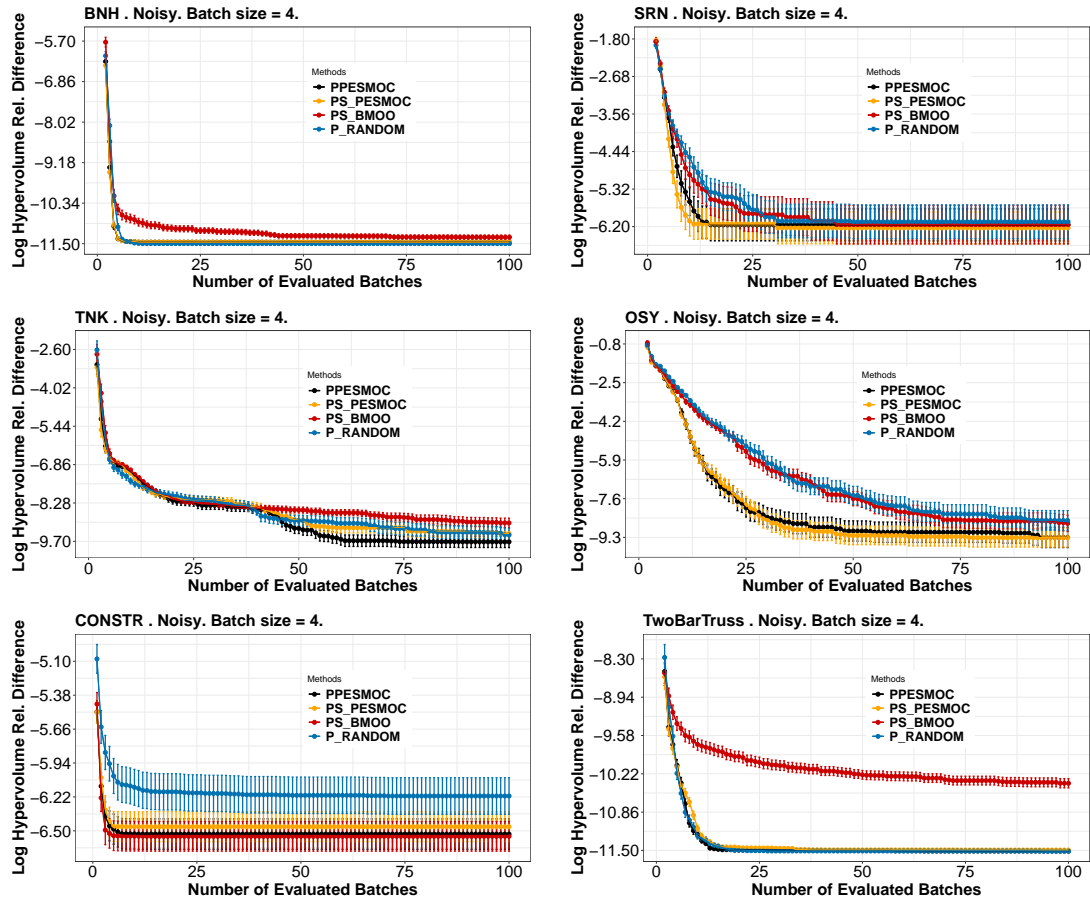 BNH . Noisy. Batch size = 4.
Log Hypervolume Rel. Difference
−5.70
−6.86
−8.02
−9.18
−10.34
−11.50
Methods
PPESMOC
PS_PESMOC
PS_BMOO
P_RANDOM
0 25 50 75 100
Number of Evaluated Batches
SRN . Noisy. Batch size = 4.
Log Hypervolume Rel. Difference
−1.80
−2.68
−3.56
−4.44
−5.32
−6.20
Methods
PPESMOC
PS_PESMOC
PS_BMOO
P_RANDOM
0 25 50 75 100
Number of Evaluated Batches
TNK . Noisy. Batch size = 4.
Log Hypervolume Rel. Difference
−2.60
−4.02
−5.44
−6.86
−8.28
−9.70
Methods
PPESMOC
PS_PESMOC
PS_BMOO
P_RANDOM
0 25 50 75 100
Number of Evaluated Batches
OSY . Noisy. Batch size = 4.
Log Hypervolume Rel. Difference
−0.8
−2.5
−4.2
−5.9
−7.6
−9.3
Methods
PPESMOC
PS_PESMOC
PS_BMOO
P_RANDOM
0 25 50 75 100
Number of Evaluated Batches
CONSTR . Noisy. Batch size = 4.
Log Hypervolume Rel. Difference
−5.10
−5.38
−5.66
−5.94
−6.22
−6.50
Methods
PPESMOC
PS_PESMOC
PS_BMOO
P_RANDOM
0 25 50 75 100
Number of Evaluated Batches
TwoBarTruss . Noisy. Batch size = 4.
Log Hypervolume Rel. Difference
−8.30
−8.94
−9.58
−10.22
−10.86
−11.50
Methods
PPESMOC
PS_PESMOC
PS_BMOO
P_RANDOM
0 25 50 75 100
Number of Evaluated Batches